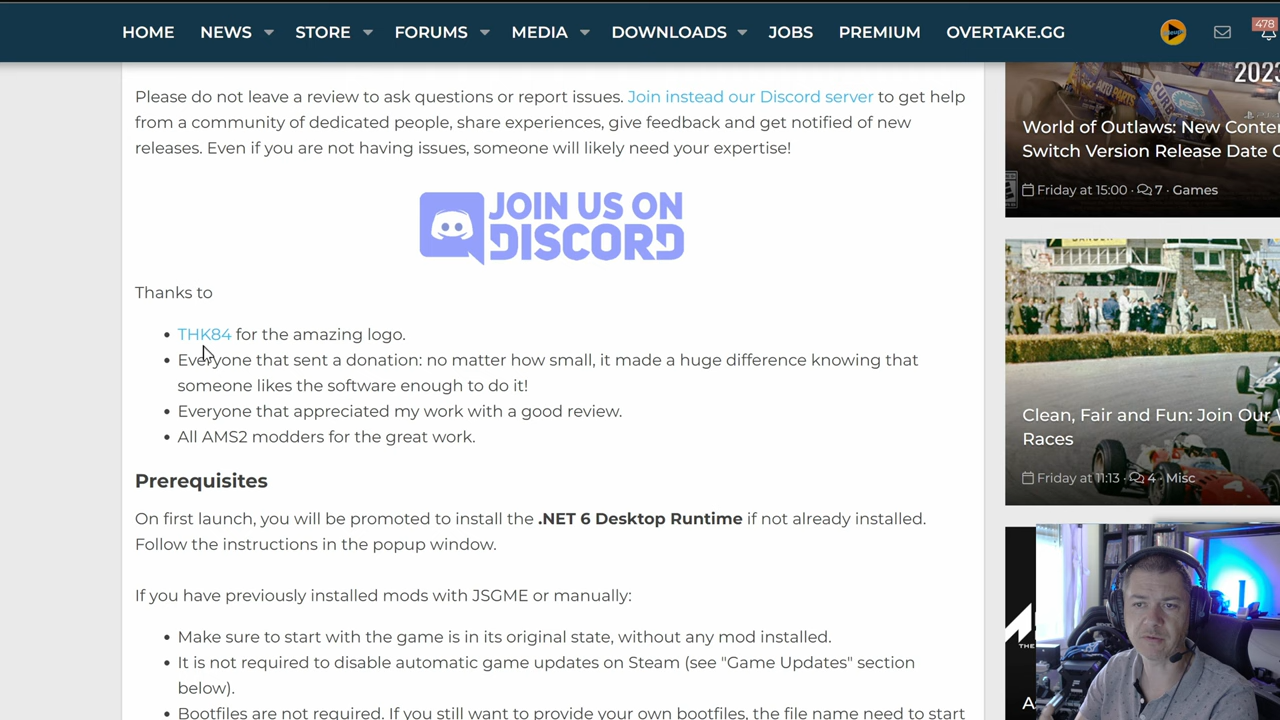 HOME NEWS STORE FORUMS MEDIA DOWNLOADS JOBS PREMIUM OVERTAKE.GG
478
Please do not leave a review to ask questions or report issues. Join instead our Discord server to get help
from a community of dedicated people, share experiences, give feedback and get notified of new
releases. Even if you are not having issues, someone will likely need your expertise!
JOIN US ON
DISCORD
Thanks to
• THK84 for the amazing logo.
• Everyone that sent a donation: no matter how small, it made a huge difference knowing that
someone likes the software enough to do it!
• Everyone that appreciated my work with a good review.
• All AMS2 modders for the great work.
Prerequisites
On first launch, you will be promoted to install the .NET 6 Desktop Runtime if not already installed.
Follow the instructions in the popup window.
If you have previously installed mods with JSGME or manually:
• Make sure to start with the game is in its original state, without any mod installed.
• It is not required to disable automatic game updates on Steam (see "Game Updates" section
below).
• Bootfiles are not required. If you still want to provide your own bootfiles, the file name need to start
2023
World of Outlaws: New Conte
Switch Version Release Date
Friday at 15:00 · 7 · Games
Clean, Fair and Fun: Join Our
Races
Friday at 11:13 · 4 · Misc
THE
A